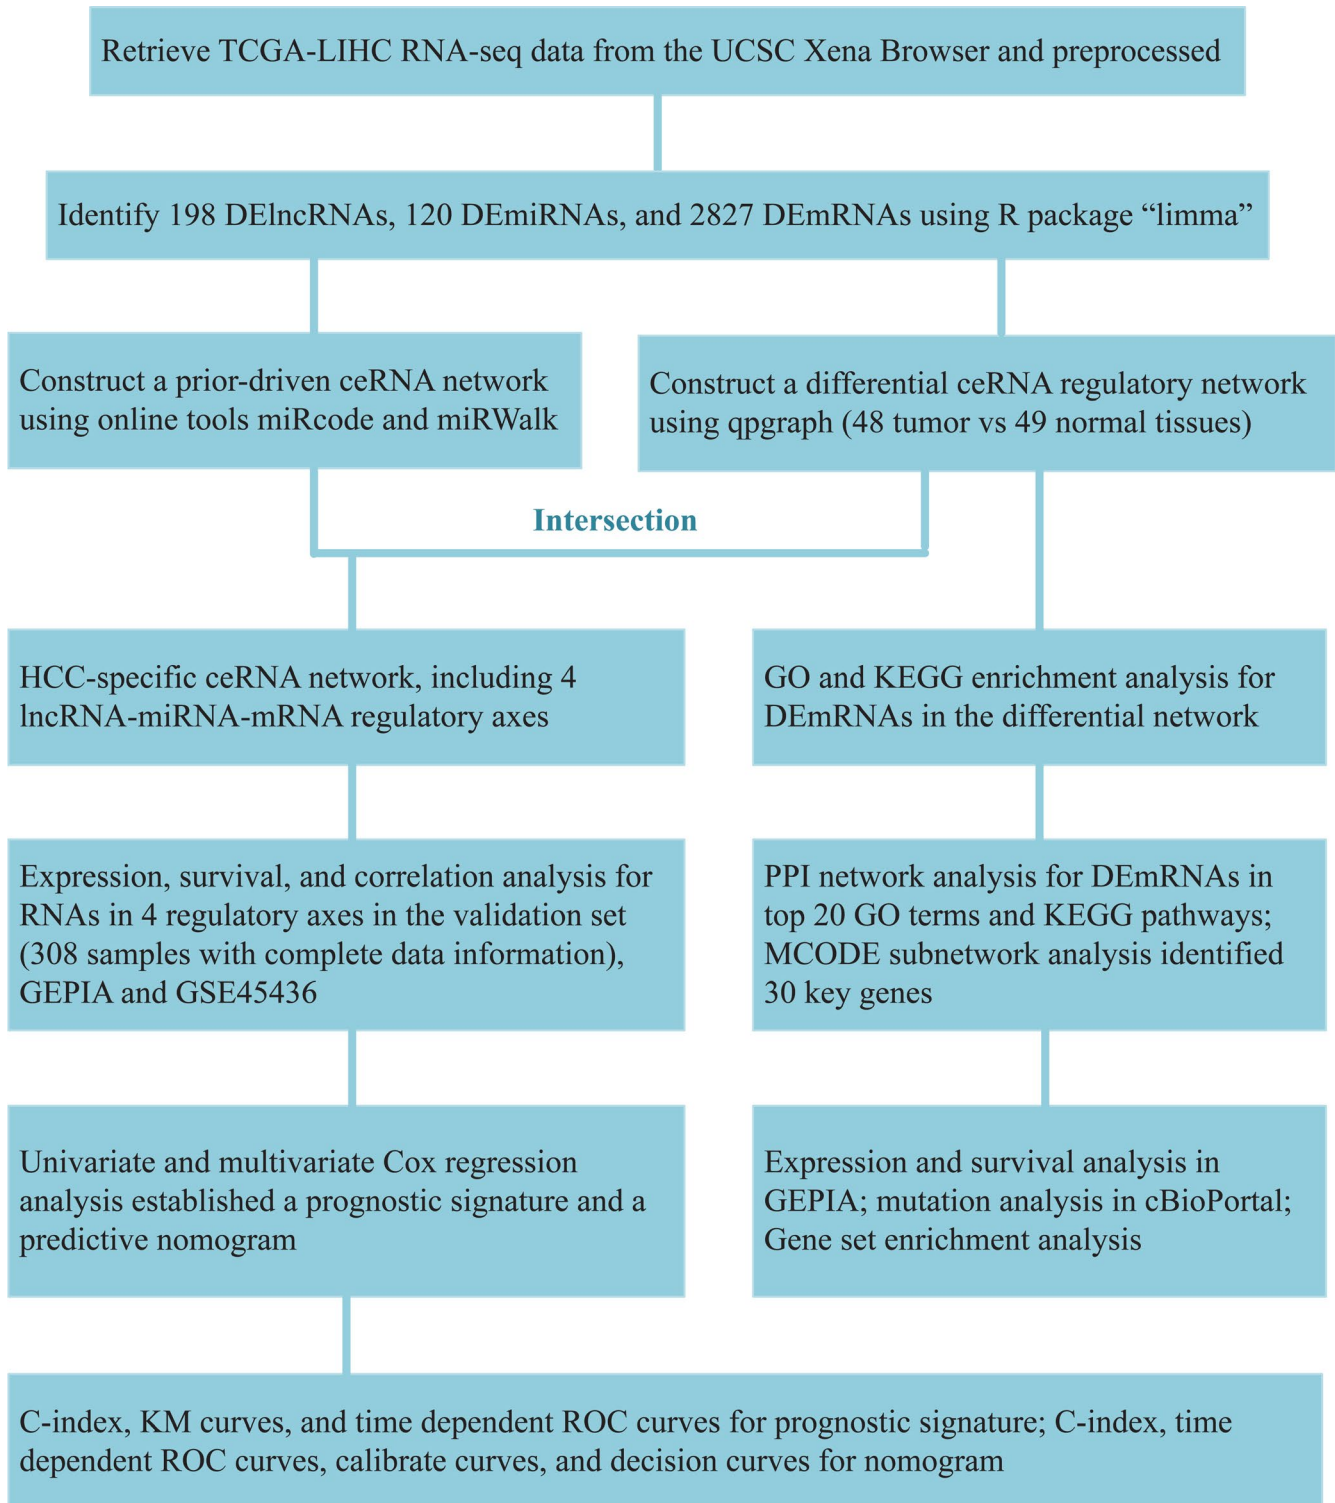 Retrieve TCGA-LIHC RNA-seq data from the UCSC Xena Browser and preprocessed
Identify 198 DElncRNAs, 120 DEmiRNAs, and 2827 DEmRNAs using R package “limma”
Construct a prior-driven ceRNA network
using online tools miRcode and miRWalk
Construct a differential ceRNA regulatory network
using qpgraph (48 tumor vs 49 normal tissues)
Intersection
HCC-specific ceRNA network, including 4
lncRNA-miRNA-mRNA regulatory axes
GO and KEGG enrichment analysis for
DEmRNAs in the differential network
Expression, survival, and correlation analysis for
RNAs in 4 regulatory axes in the validation set
(308 samples with complete data information),
GEPIA and GSE45436
PPI network analysis for DEmRNAs in
top 20 GO terms and KEGG pathways;
MCODE subnetwork analysis identified
30 key genes
Univariate and multivariate Cox regression
analysis established a prognostic signature and a
predictive nomogram
Expression and survival analysis in
GEPIA; mutation analysis in cBioPortal;
Gene set enrichment analysis
C-index, KM curves, and time dependent ROC curves for prognostic signature; C-index, time
dependent ROC curves, calibrate curves, and decision curves for nomogram